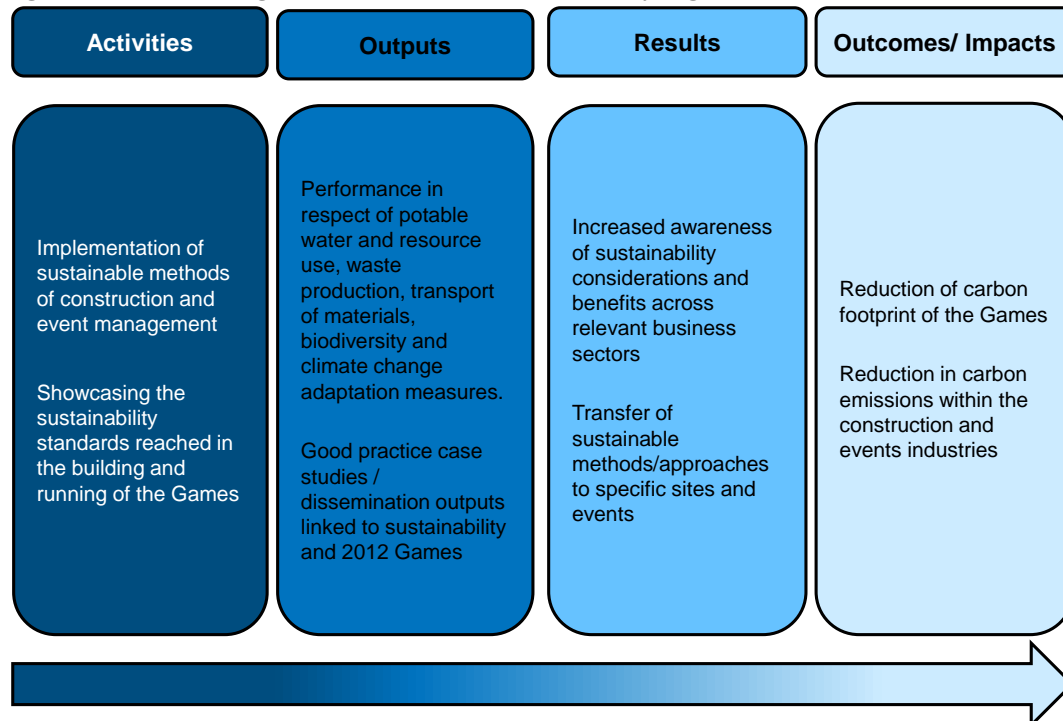 Activities
Outputs
Results
Outcomes/ Impacts
Implementation of
sustainable methods
of construction and
event management
Showcasing the
sustainability
standards reached in
the building and
running of the Games
Performance in
respect of potable
water and resource
use, waste
production, transport
of materials,
biodiversity and
climate change
adaptation measures.
Good practice case
studies /
dissemination outputs
linked to sustainability
and 2012 Games
Increased awareness
of sustainability
considerations and
benefits across
relevant business
sectors
Transfer of
sustainable
methods/approaches
to specific sites and
events
Reduction of carbon
footprint of the Games
Reduction in carbon
emissions within the
construction and
events industries